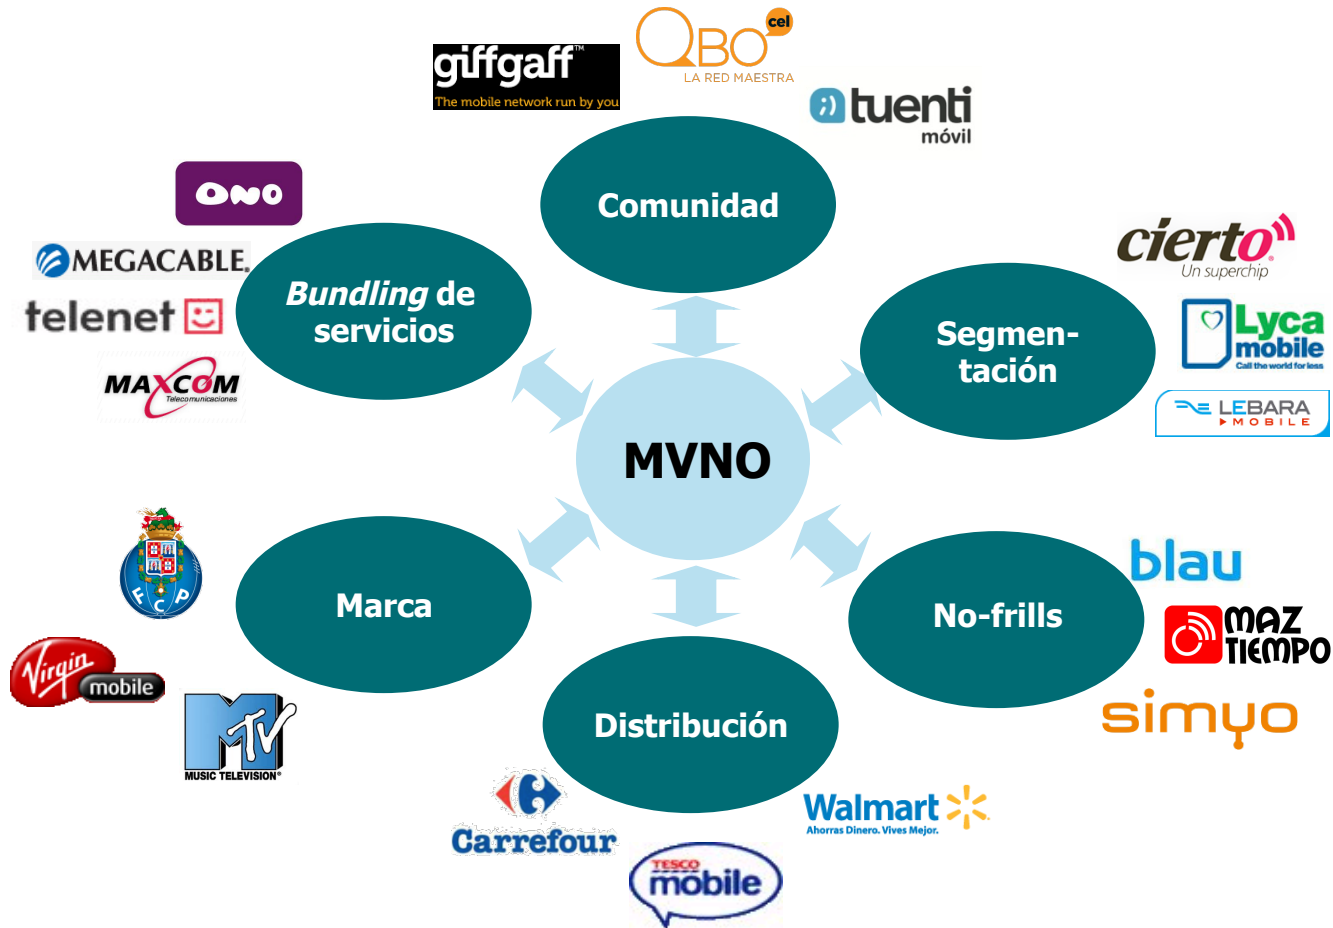 QBO cel
LA RED MAESTRA
giffgaff™
The mobile network run by you
tuenti
móvil
Comunidad
ONO
MEGACABLE.
telenet
MAXCOM
Telecomunicaciones
Bundling de
servicios
cierto
Un superchip
Lyca
mobile
Call the world for less
LEBARA
MOBILE
Segmen-
tación
MVNO
FCP
Virgin
mobile
MTV
MUSIC TELEVISION®
Marca
No-frills
blau
MAZ
TIEMPO
simyo
Distribución
Carrefour
TESCO
mobile
Walmart
Ahorras Dinero. Vives Mejor.